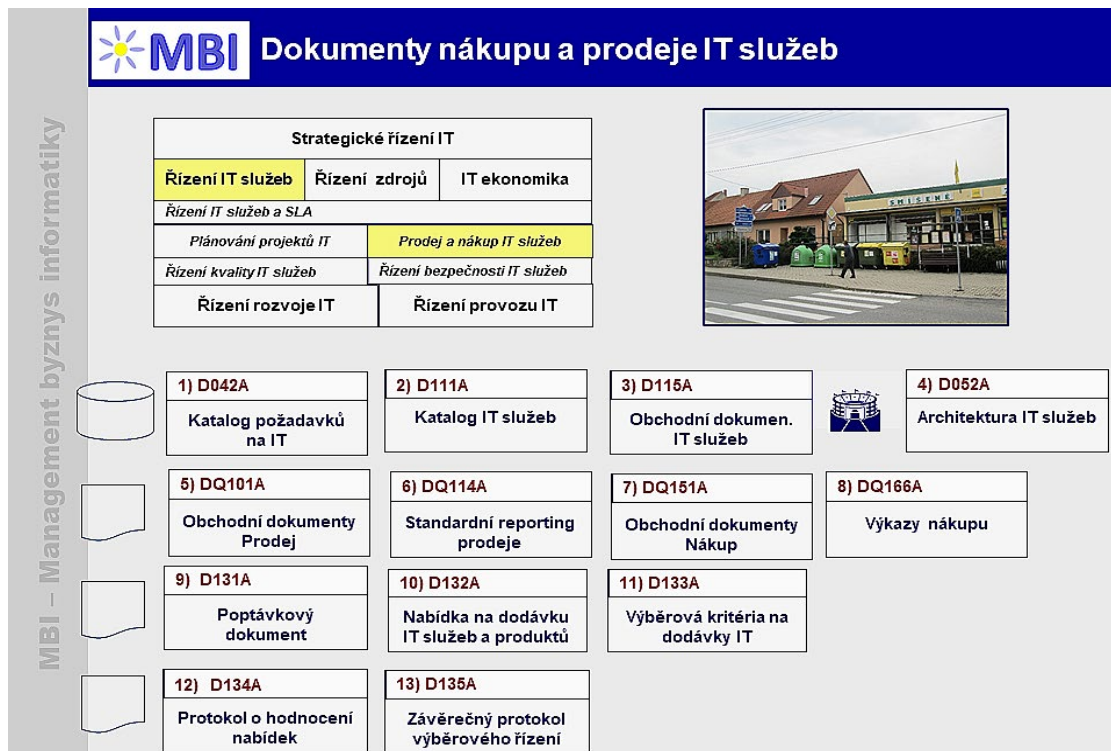 MBI
Dokumenty nákupu a prodeje IT služeb
MBI – Management byznys informatiky
Strategické řízení IT
Řízení IT služeb
Řízení zdrojů
IT ekonomika
Řízení IT služeb a SLA
Plánování projektů IT
Prodej a nákup IT služeb
Řízení kvality IT služeb
Řízení bezpečnosti IT služeb
Řízení rozvoje IT
Řízení provozu IT
SMÍŠENÉ
1) D042A
Katalog požadavků
na IT
2) D111A
Katalog IT služeb
3) D115A
Obchodní dokumen.
IT služeb
4) D052A
Architektura IT služeb
5) DQ101A
Obchodní dokumenty
Prodej
6) DQ114A
Standardní reporting
prodeje
7) DQ151A
Obchodní dokumenty
Nákup
8) DQ166A
Výkazy nákupu
9) D131A
Poptávkový
dokument
10) D132A
Nabídka na dodávku
IT služeb a produktů
11) D133A
Výběrová kritéria na
dodávky IT
12) D134A
Protokol o hodnocení
nabídek
13) D135A
Závěrečný protokol
výběrového řízení